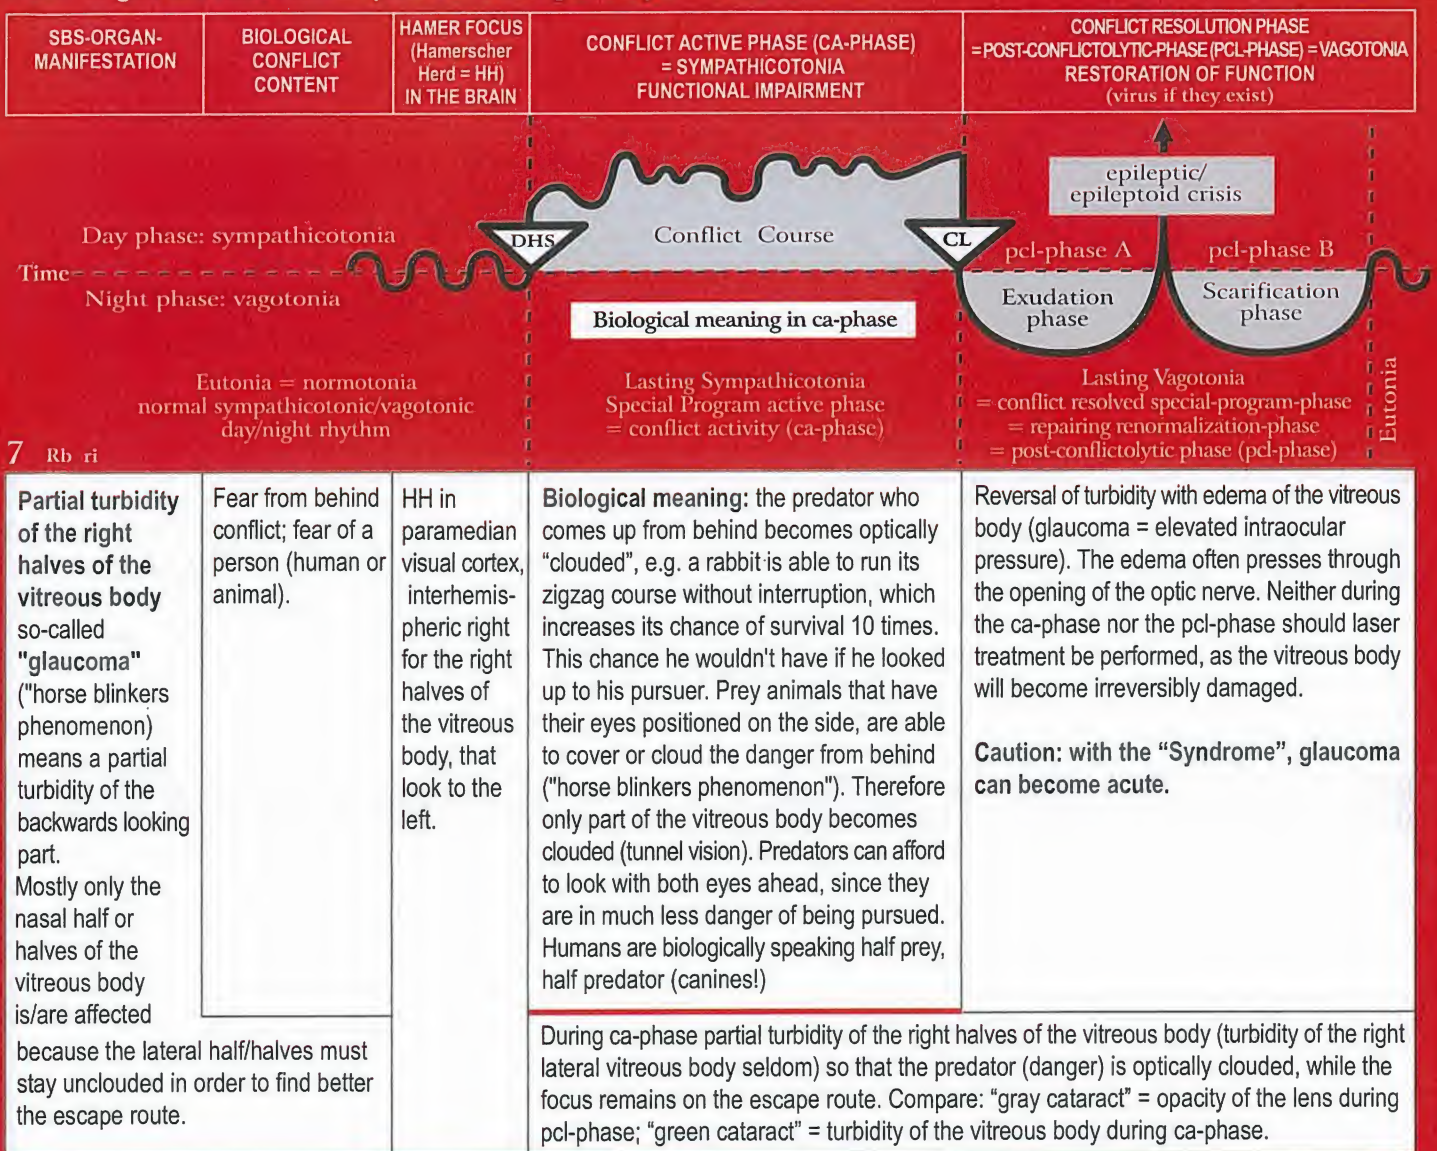 SBS-ORGAN-
MANIFESTATION
BIOLOGICAL
CONFLICT
CONTENT
HAMER FOCUS
(Hamerscher
Herd = HH)
IN THE BRAIN
CONFLICT ACTIVE PHASE (CA-PHASE)
= SYMPATHICOTONIA
FUNCTIONAL IMPAIRMENT
CONFLICT RESOLUTION PHASE
=POST-CONFLICTOLYTIC-PHASE (PCL-PHASE) = VAGOTONIA
RESTORATION OF FUNCTION
(virus if they exist)
epileptic/
epileptoid crisis
Day phase: sympathicotonia
DHS
Conflict Course
CL
pcl-phase A
pcl-phase B
Time
Night phase: vagotonia
Exudation
phase
Scarification
phase
Biological meaning in ca-phase
Eutonia = normotonia
normal sympathicotonic/vagotonic
day/night rhythm
Lasting Sympathicotonia
Special Program active phase
= conflict activity (ca-phase)
Lasting Vagotonia
= conflict resolved special-program-phase
= repairing renormalization-phase
= post-conflictolytic phase (pcl-phase)
Eutonia
7 Rb ri
Partial turbidity
of the right
halves of the
vitreous body
so-called
"glaucoma"
("horse blinkers
phenomenon)
means a partial
turbidity of the
backwards looking
part.
Mostly only the
nasal half or
halves of the
vitreous body
is/are affected
because the lateral half/halves must
stay unclouded in order to find better
the escape route.
Fear from behind
conflict; fear of a
person (human or
animal).
HH in
paramedian
visual cortex,
interhemis-
pheric right
for the right
halves of
the vitreous
body, that
look to the
left.
Biological meaning: the predator who
comes up from behind becomes optically
“clouded”, e.g. a rabbit is able to run its
zigzag course without interruption, which
increases its chance of survival 10 times.
This chance he wouldn't have if he looked
up to his pursuer. Prey animals that have
their eyes positioned on the side, are able
to cover or cloud the danger from behind
("horse blinkers phenomenon"). Therefore
only part of the vitreous body becomes
clouded (tunnel vision). Predators can afford
to look with both eyes ahead, since they
are in much less danger of being pursued.
Humans are biologically speaking half prey,
half predator (canines!)
Reversal of turbidity with edema of the vitreous
body (glaucoma = elevated intraocular
pressure). The edema often presses through
the opening of the optic nerve. Neither during
the ca-phase nor the pcl-phase should laser
treatment be performed, as the vitreous body
will become irreversibly damaged.
Caution: with the “Syndrome”, glaucoma
can become acute.
During ca-phase partial turbidity of the right halves of the vitreous body (turbidity of the right
lateral vitreous body seldom) so that the predator (danger) is optically clouded, while the
focus remains on the escape route. Compare: “gray cataract” = opacity of the lens during
pcl-phase; “green cataract” = turbidity of the vitreous body during ca-phase.